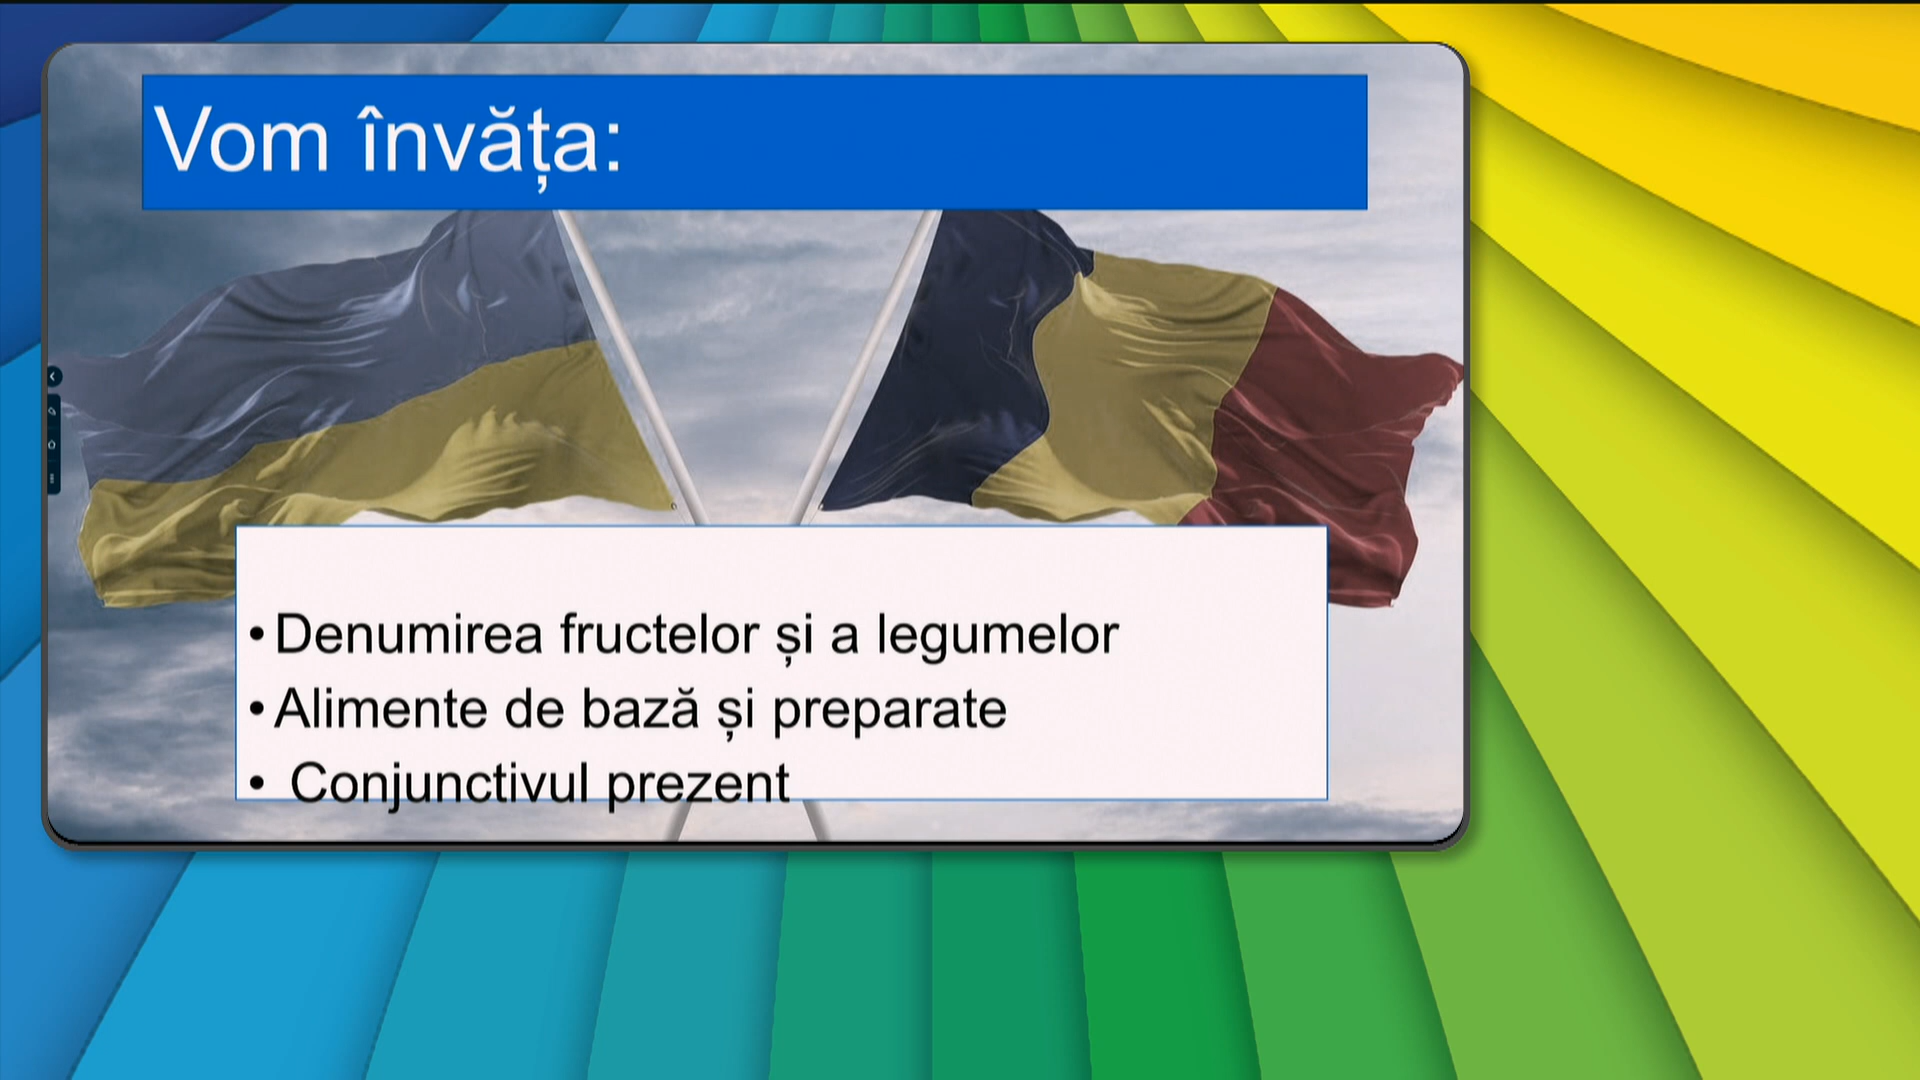 Vom învăța:
• Denumirea fructelor și a legumelor
• Alimente de bază și preparate
• Conjunctivul prezent